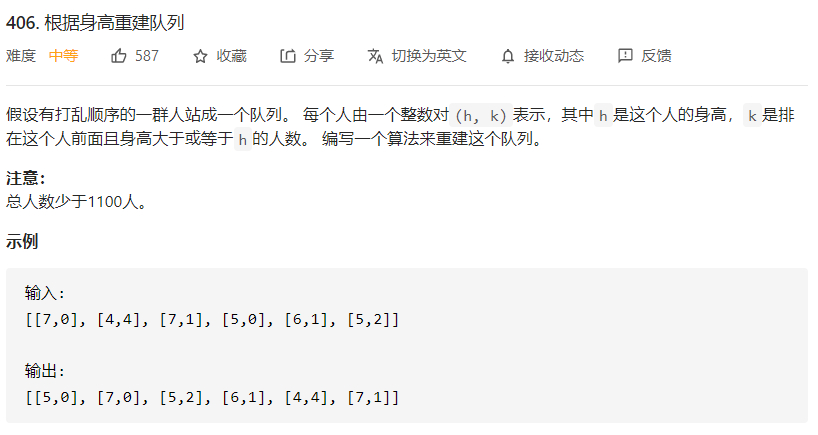 406. 根据身高重建队列
难度 中等 587 收藏 分享 切换为英文 接收动态 反馈
假设有打乱顺序的一群人站成一个队列。 每个人由一个整数对 (h, k) 表示，其中 h 是这个人的身高， k 是排
在这个人前面且身高大于或等于 h 的人数。 编写一个算法来重建这个队列。
注意：
总人数少于1100人。
示例
输入:
[[7,0], [4,4], [7,1], [5,0], [6,1], [5,2]]
输出:
[[5,0], [7,0], [5,2], [6,1], [4,4], [7,1]]